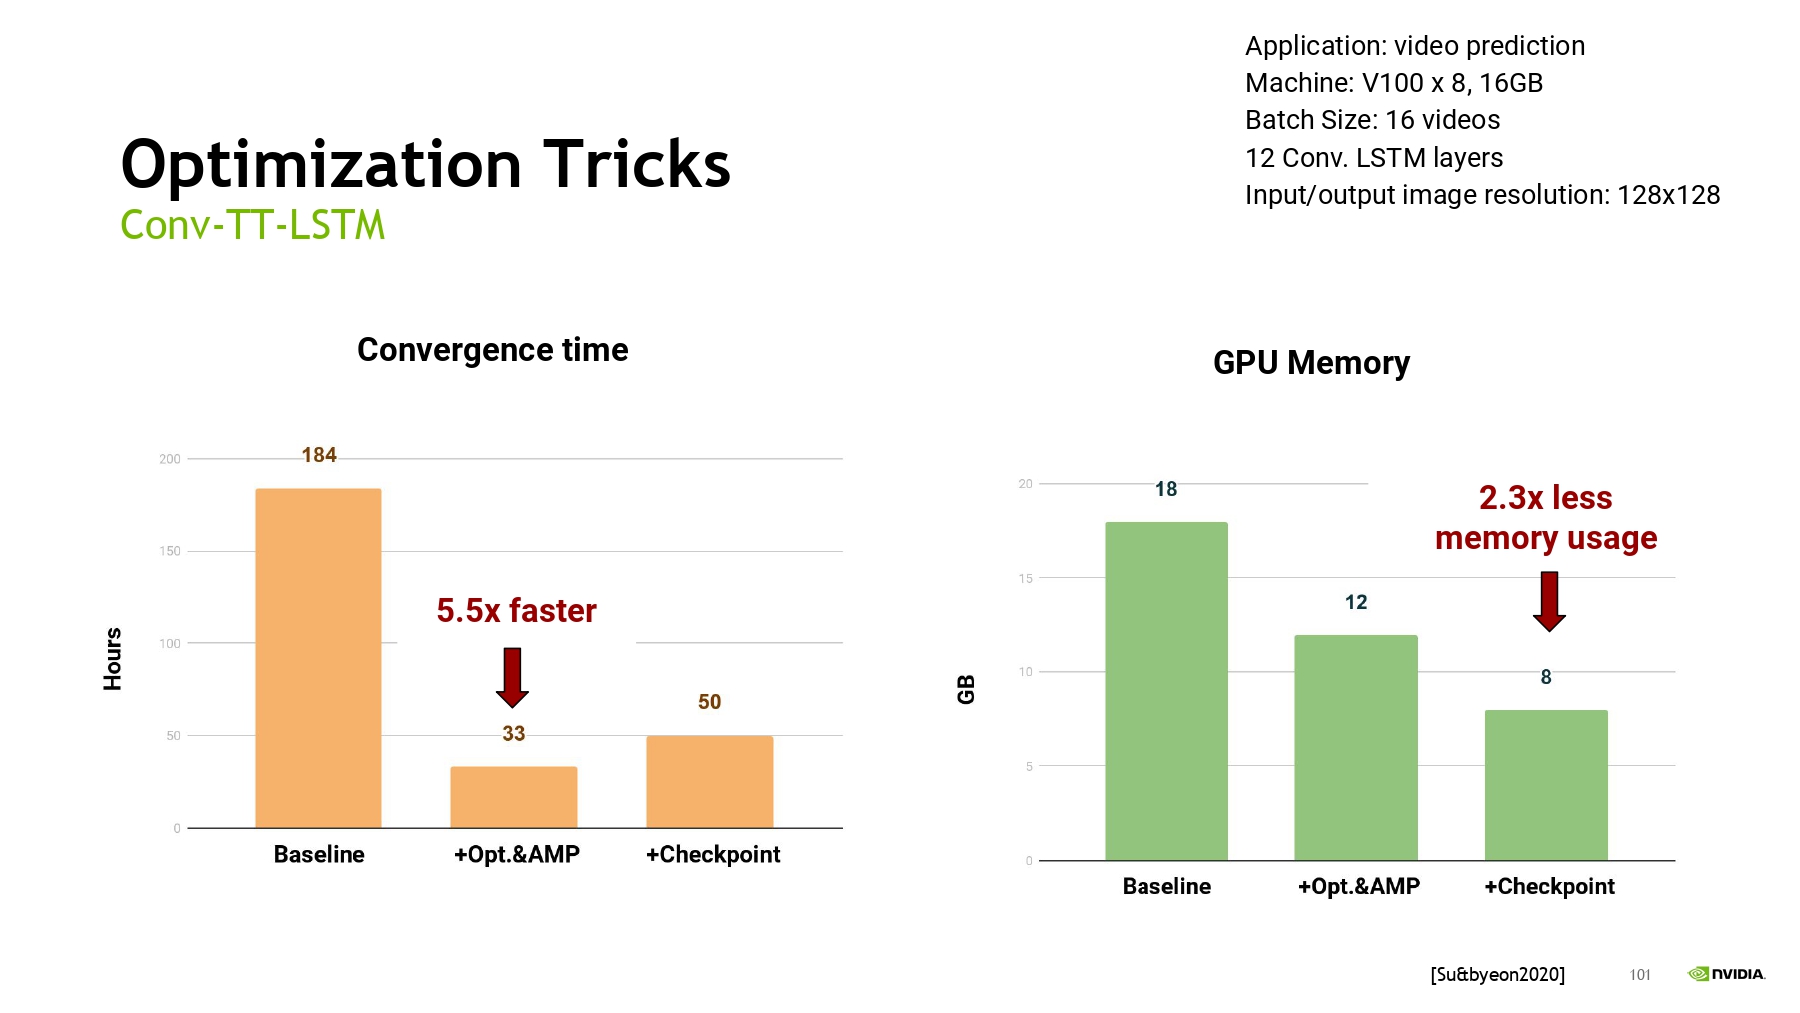 Application: video prediction
Machine: V100 x 8, 16GB
Batch Size: 16 videos
12 Conv. LSTM layers
Input/output image resolution: 128x128
Optimization Tricks
Conv-TT-LSTM
Convergence time
200
150
100
50
0
Hours
184
5.5x faster
33
50
Baseline
+Opt.&AMP
+Checkpoint
GPU Memory
20
15
10
5
0
GB
18
12
2.3x less
memory usage
8
Baseline
+Opt.&AMP
+Checkpoint
[Su&byeon2020]
101
NVIDIA.